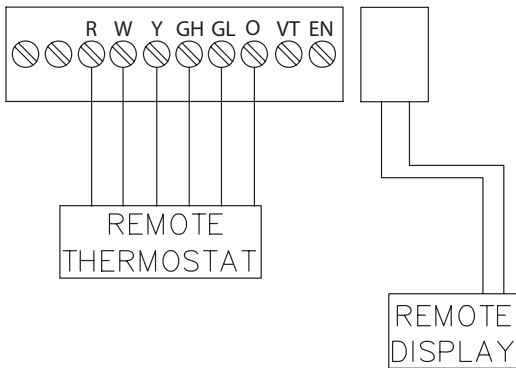 R W Y GH GL O VT EN
REMOTE
THERMOSTAT
REMOTE
DISPLAY